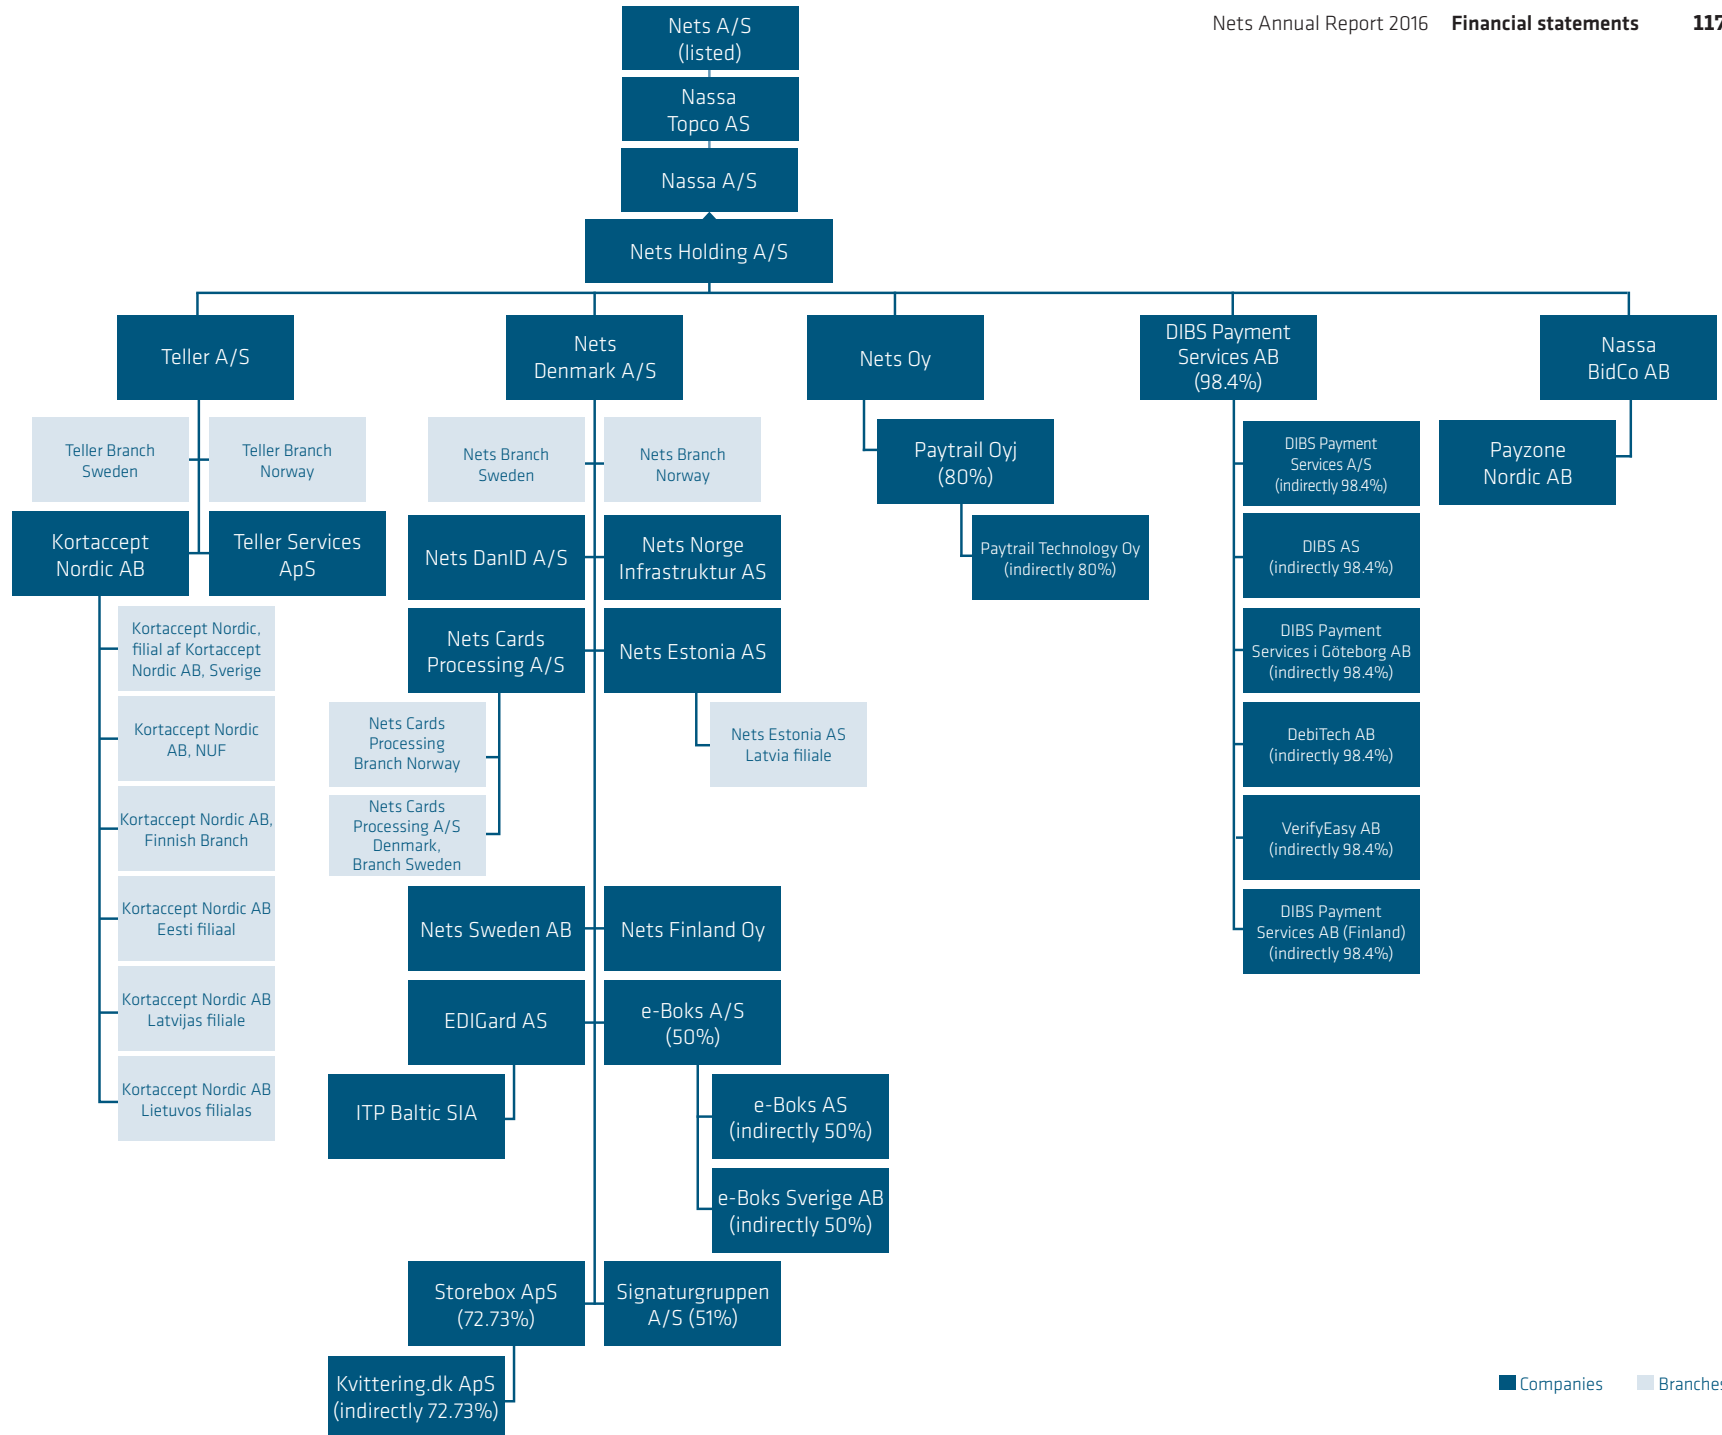 Nets Annual Report 2016 Financial statements 117
Nets A/S
(listed)
Nassa
Topco AS
Nassa A/S
Nets Holding A/S
Teller A/S
Nets
Denmark A/S
Nets Oy
DIBS Payment
Services AB
(98.4%)
Nassa
BidCo AB
Teller Branch
Sweden
Teller Branch
Norway
Kortaccept
Nordic AB
Teller Services
ApS
Kortaccept Nordic,
filial af Kortaccept
Nordic AB, Sverige
Kortaccept Nordic
AB, NUF
Kortaccept Nordic AB,
Finnish Branch
Kortaccept Nordic AB
Eesti filiaal
Kortaccept Nordic AB
Latvijas filiale
Kortaccept Nordic AB
Lietuvos filialas
Nets Branch
Sweden
Nets Branch
Norway
Nets DanID A/S
Nets Norge
Infrastruktur AS
Nets Cards
Processing A/S
Nets Estonia AS
Nets Cards
Processing
Branch Norway
Nets Cards
Processing A/S
Denmark,
Branch Sweden
Nets Estonia AS
Latvia filiale
Nets Sweden AB
Nets Finland Oy
EDIGard AS
e-Boks A/S
(50%)
ITP Baltic SIA
e-Boks AS
(indirectly 50%)
e-Boks Sverige AB
(indirectly 50%)
Storebox ApS
(72.73%)
Signaturgruppen
A/S (51%)
Kvittering.dk ApS
(indirectly 72.73%)
Paytrail Oyj
(80%)
Paytrail Technology Oy
(indirectly 80%)
DIBS Payment
Services A/S
(indirectly 98.4%)
DIBS AS
(indirectly 98.4%)
DIBS Payment
Services i Göteborg AB
(indirectly 98.4%)
DebiTech AB
(indirectly 98.4%)
VerifyEasy AB
(indirectly 98.4%)
DIBS Payment
Services AB (Finland)
(indirectly 98.4%)
Payzone
Nordic AB
Companies
Branches